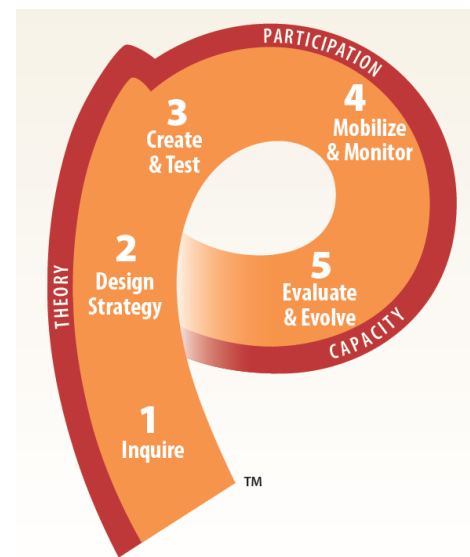 PARTICIPATION
3
Create
& Test
4
Mobilize
& Monitor
THEORY
2
Design
Strategy
5
Evaluate
& Evolve
CAPACITY
1
Inquire
TM